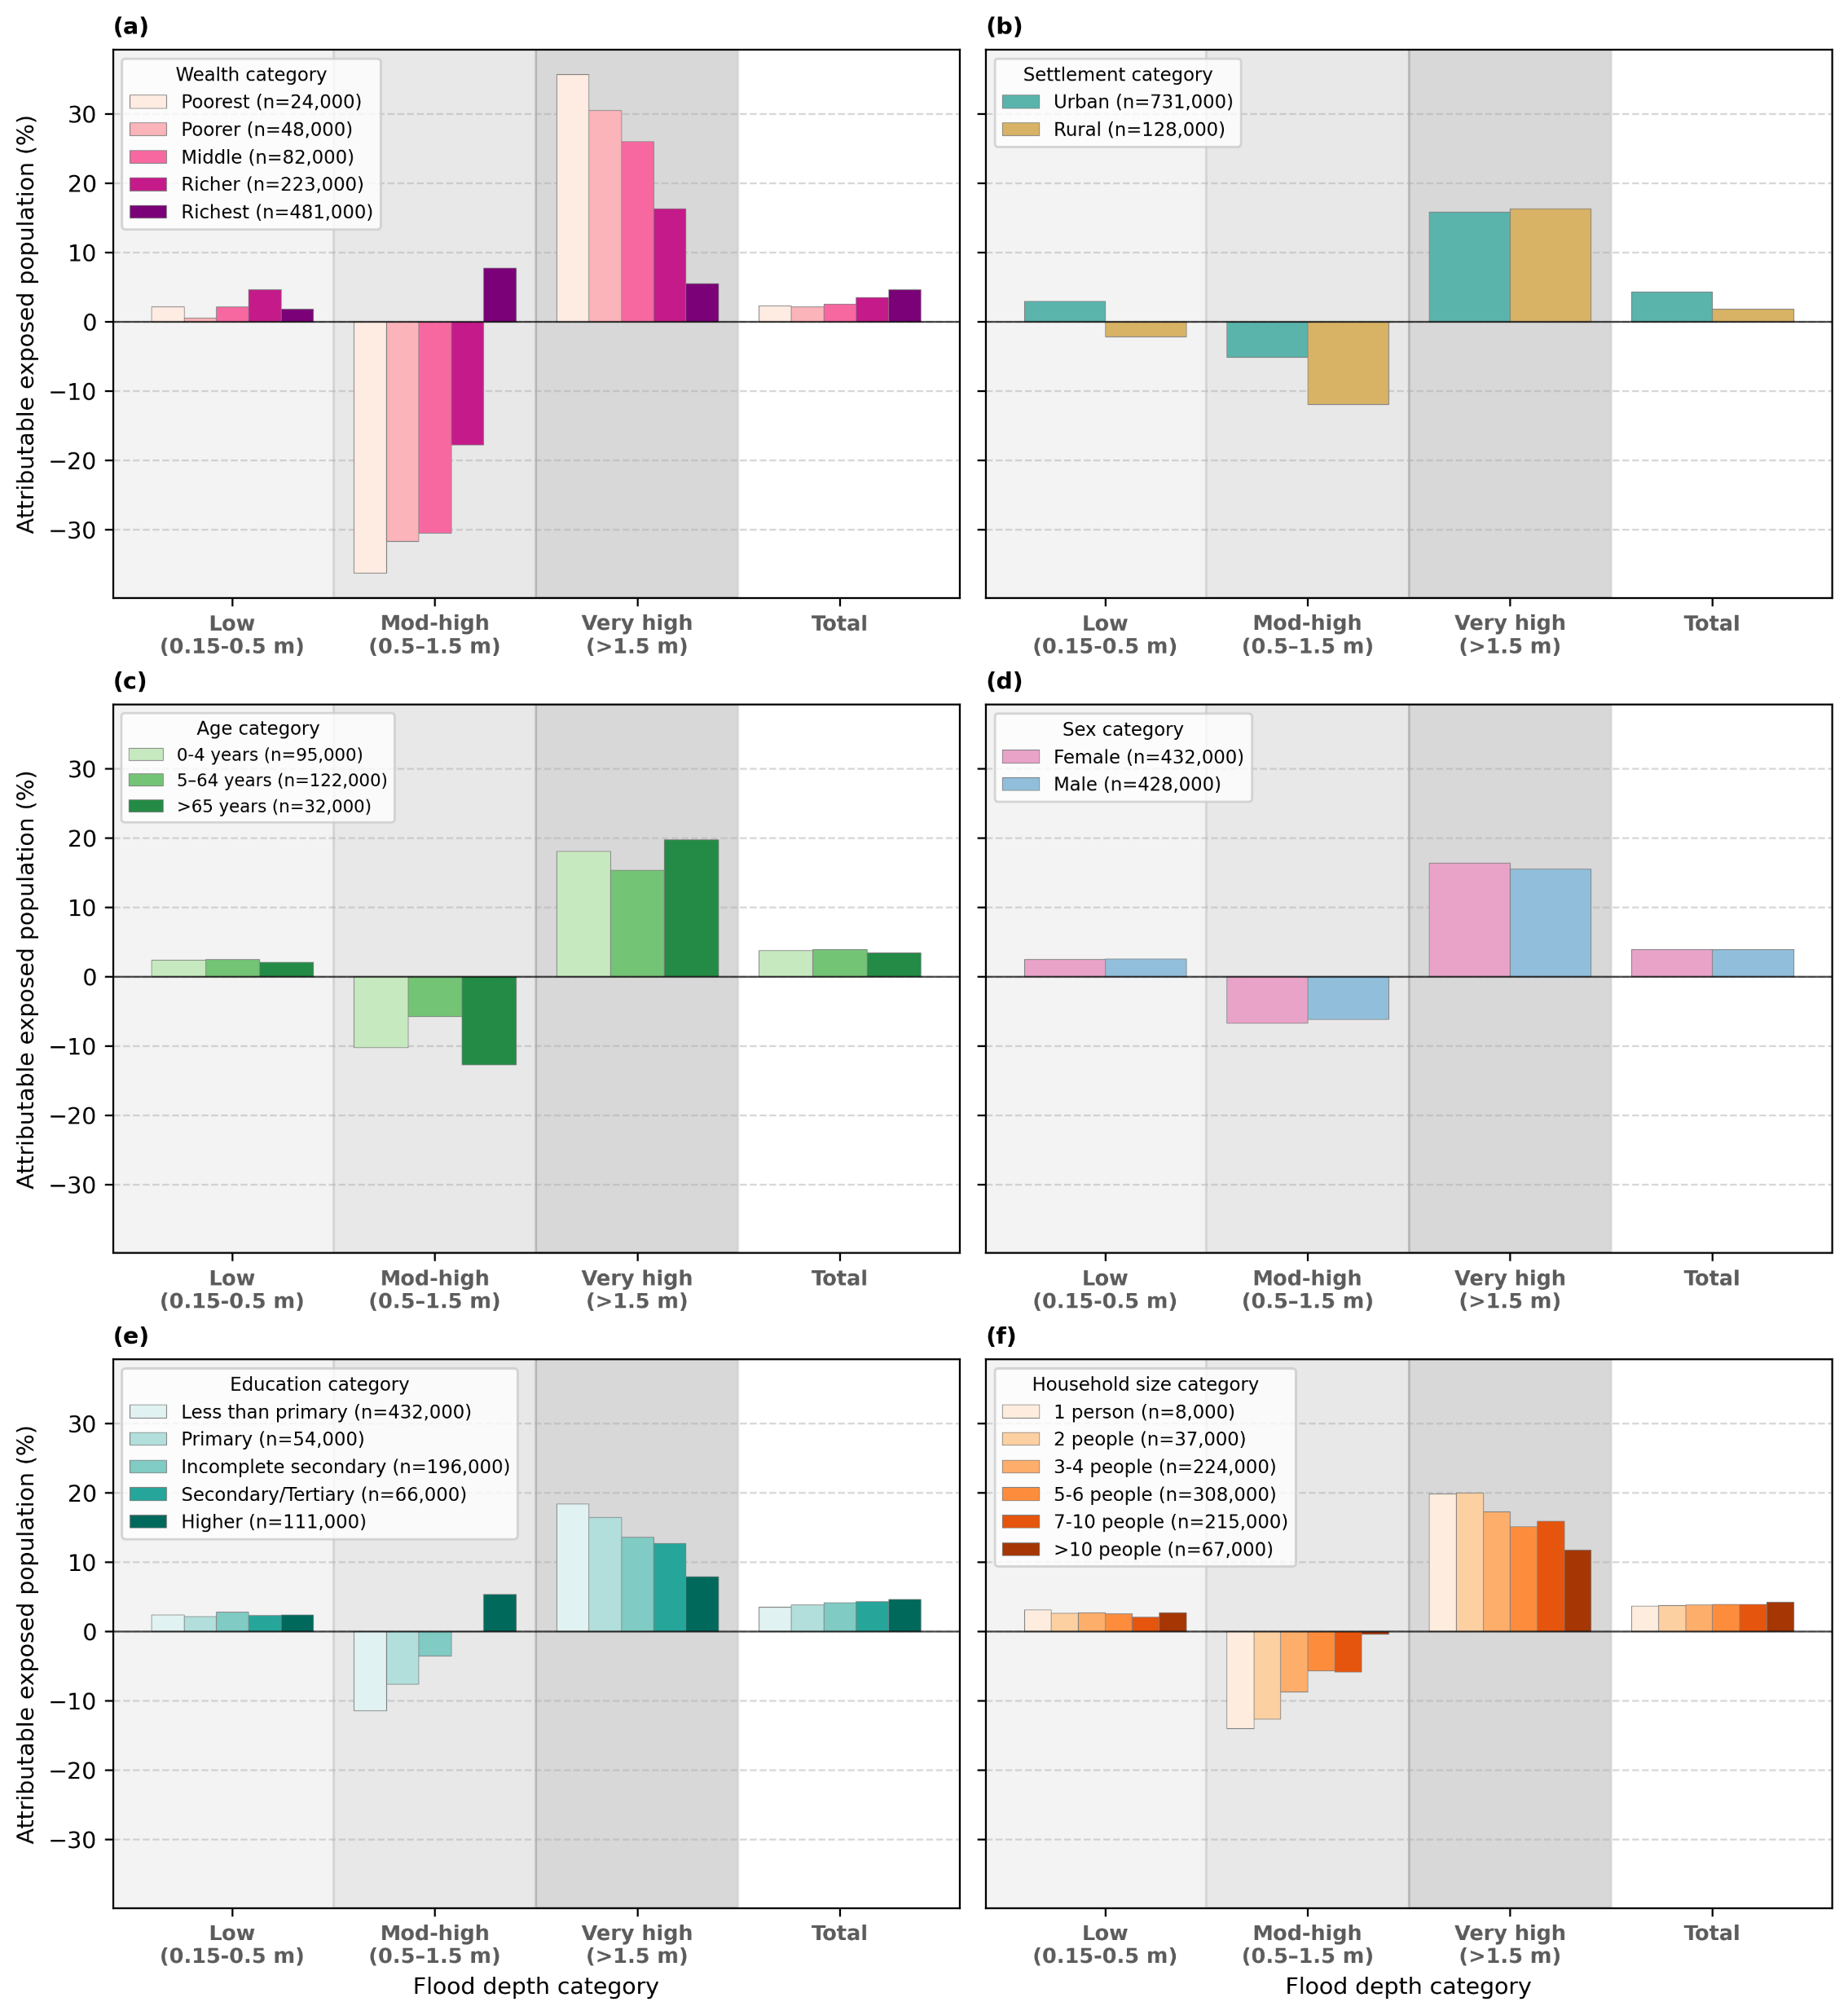 (a)
Attributable exposed population (%)
30
20
10
0
−10
−20
−30
Wealth category
Poorest (n=24,000)
Poorer (n=48,000)
Middle (n=82,000)
Richer (n=223,000)
Richest (n=481,000)
Low
(0.15-0.5 m)
Mod-high
(0.5–1.5 m)
Very high
(>1.5 m)
Total
(b)
Settlement category
Urban (n=731,000)
Rural (n=128,000)
Low
(0.15-0.5 m)
Mod-high
(0.5–1.5 m)
Very high
(>1.5 m)
Total
(c)
Attributable exposed population (%)
30
20
10
0
−10
−20
−30
Age category
0-4 years (n=95,000)
5–64 years (n=122,000)
>65 years (n=32,000)
Low
(0.15-0.5 m)
Mod-high
(0.5–1.5 m)
Very high
(>1.5 m)
Total
(d)
Sex category
Female (n=432,000)
Male (n=428,000)
Low
(0.15-0.5 m)
Mod-high
(0.5–1.5 m)
Very high
(>1.5 m)
Total
(e)
Attributable exposed population (%)
30
20
10
0
−10
−20
−30
Education category
Less than primary (n=432,000)
Primary (n=54,000)
Incomplete secondary (n=196,000)
Secondary/Tertiary (n=66,000)
Higher (n=111,000)
Low
(0.15-0.5 m)
Mod-high
(0.5–1.5 m)
Very high
(>1.5 m)
Total
Flood depth category
(f)
Household size category
1 person (n=8,000)
2 people (n=37,000)
3-4 people (n=224,000)
5-6 people (n=308,000)
7-10 people (n=215,000)
>10 people (n=67,000)
Low
(0.15-0.5 m)
Mod-high
(0.5–1.5 m)
Very high
(>1.5 m)
Total
Flood depth category